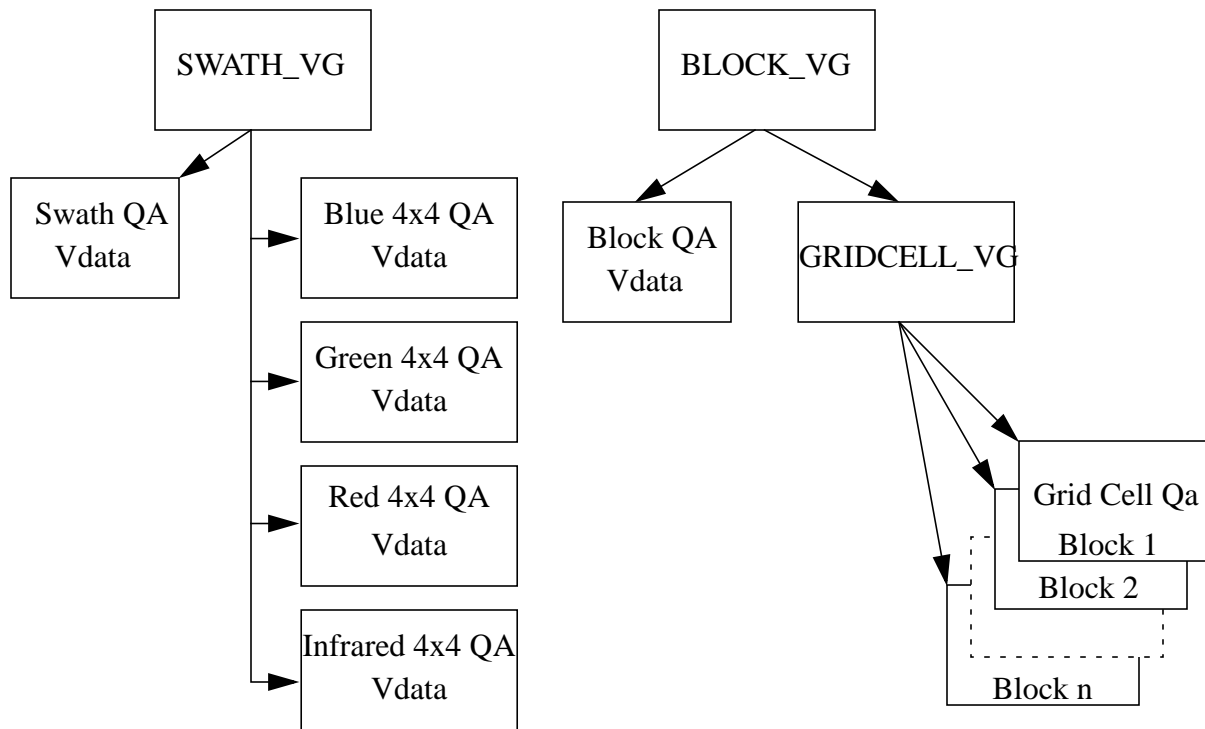 SWATH_VG
Swath QA
Vdata
Blue 4x4 QA
Vdata
Green 4x4 QA
Vdata
Red 4x4 QA
Vdata
Infrared 4x4 QA
Vdata
BLOCK_VG
Block QA
Vdata
GRIDCELL_VG
Grid Cell Qa
Block 1
Block 2
Block n